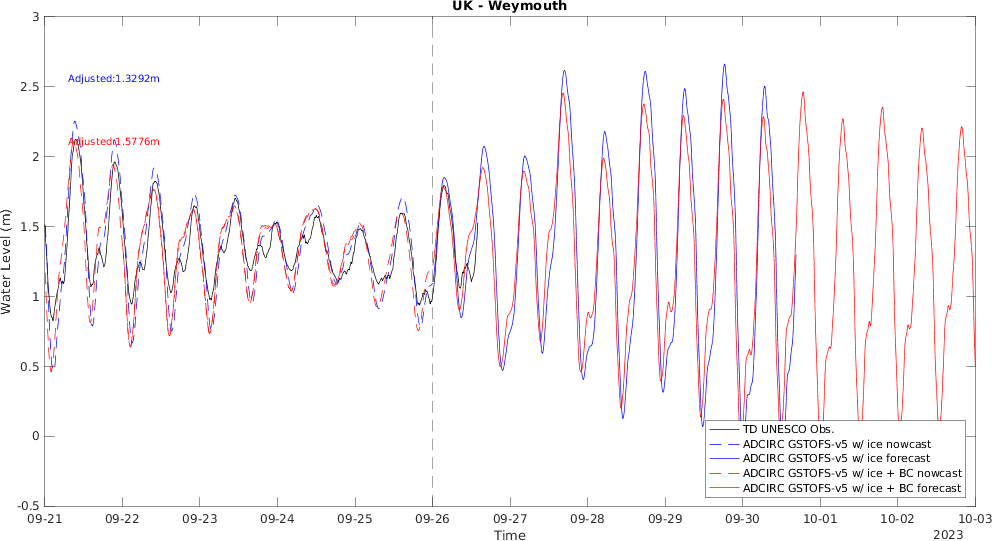 UK - Weymouth
3
2.5
2
1.5
1
0.5
0
-0.5
Water Level (m)
Adjusted:1.3292m
Adjusted:1.5776m
TD UNESCO Obs.
ADCIRC GSTOFS-v5 w/ ice nowcast
ADCIRC GSTOFS-v5 w/ ice forecast
ADCIRC GSTOFS-v5 w/ ice + BC nowcast
ADCIRC GSTOFS-v5 w/ ice + BC forecast
09-21 09-22 09-23 09-24 09-25 09-26 09-27 09-28 09-29 09-30 10-01 10-02 10-03
Time
2023